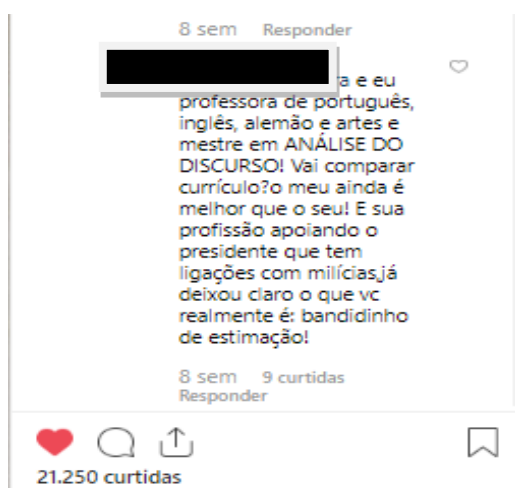 8 sem Responder
ra e eu
professora de português,
inglês, alemão e artes e
mestre em ANÁLISE DO
DISCURSO! Vai comparar
currículo?o meu ainda é
melhor que o seu! E sua
profissão apoiando o
presidente que tem
ligações com milícias,já
deixou claro o que vc
realmente é: bandidinho
de estimação!
8 sem 9 curtidas
Responder
21.250 curtidas